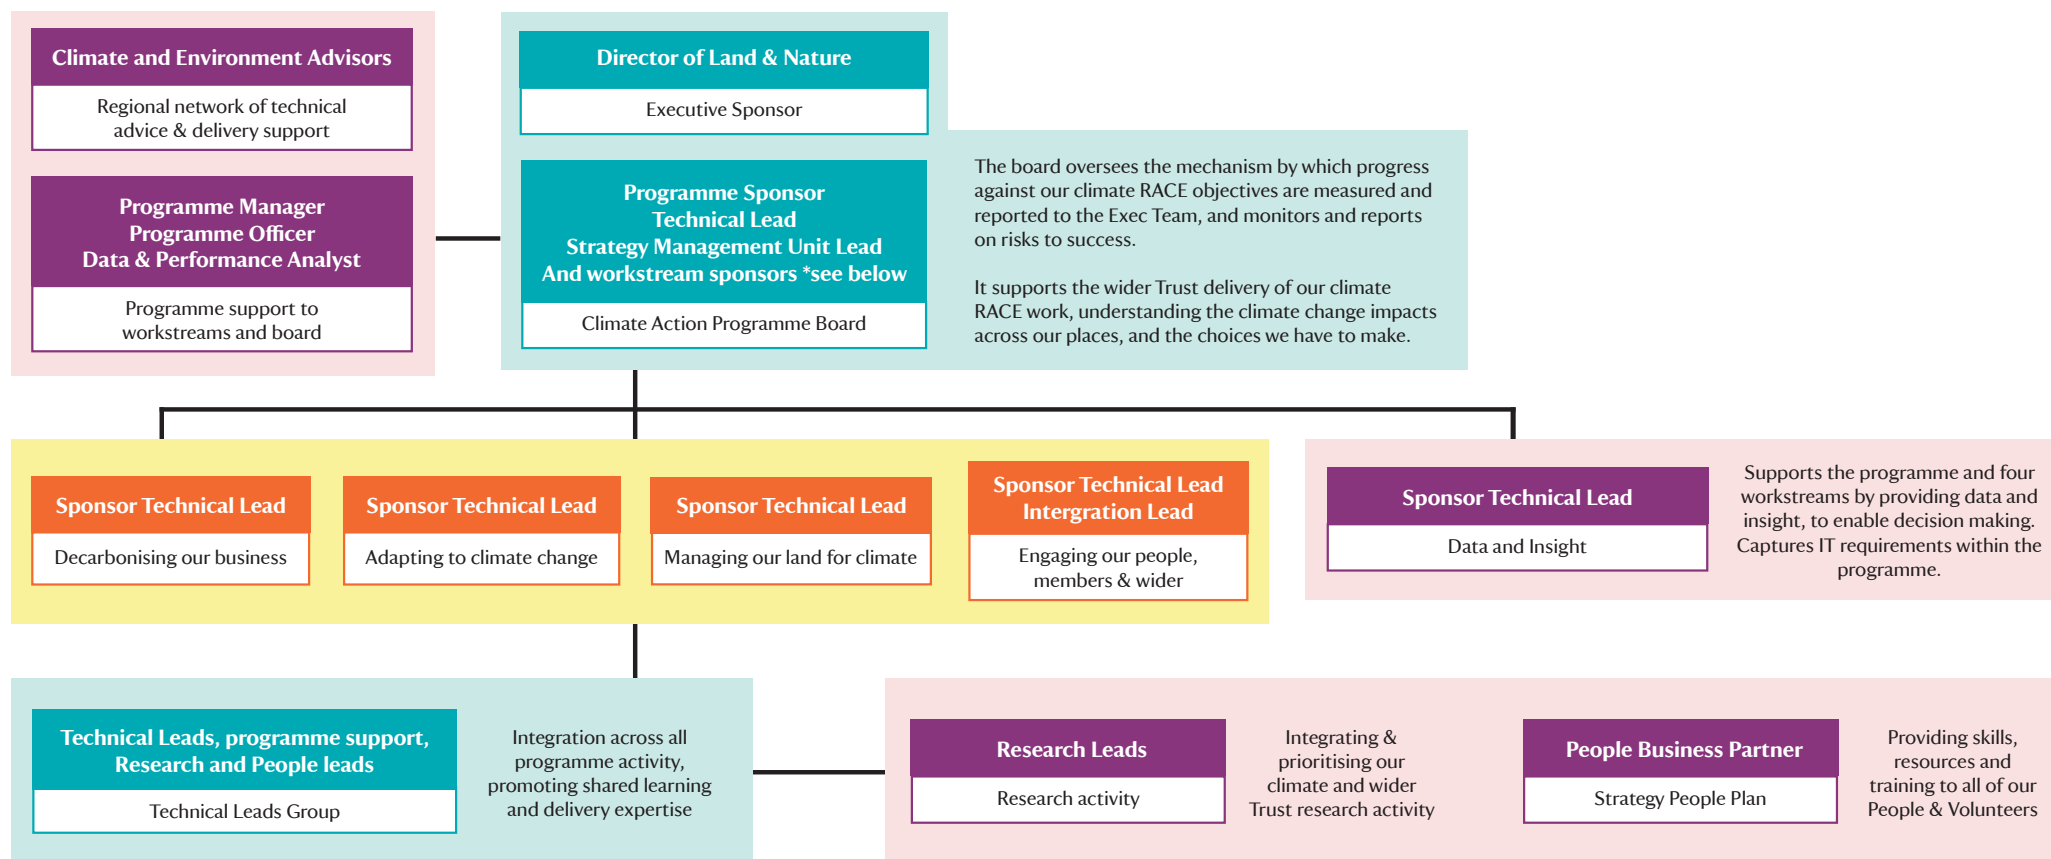 Climate and Environment Advisors
Regional network of technical
advice & delivery support
Programme Manager
Programme Officer
Data & Performance Analyst
Programme support to
workstreams and board
Director of Land & Nature
Executive Sponsor
Programme Sponsor
Technical Lead
Strategy Management Unit Lead
And workstream sponsors *see below
Climate Action Programme Board
The board oversees the mechanism by which progress
against our climate RACE objectives are measured and
reported to the Exec Team, and monitors and reports
on risks to success.
It supports the wider Trust delivery of our climate
RACE work, understanding the climate change impacts
across our places, and the choices we have to make.
Sponsor Technical Lead
Decarbonising our business
Sponsor Technical Lead
Adapting to climate change
Sponsor Technical Lead
Managing our land for climate
Sponsor Technical Lead
Intergration Lead
Engaging our people,
members & wider
Sponsor Technical Lead
Data and Insight
Supports the programme and four
workstreams by providing data and
insight, to enable decision making.
Captures IT requirements within the
programme.
Technical Leads, programme support,
Research and People leads
Technical Leads Group
Integration across all
programme activity,
promoting shared learning
and delivery expertise
Research Leads
Research activity
Integrating &
prioritising our
climate and wider
Trust research activity
People Business Partner
Strategy People Plan
Providing skills,
resources and
training to all of our
People & Volunteers